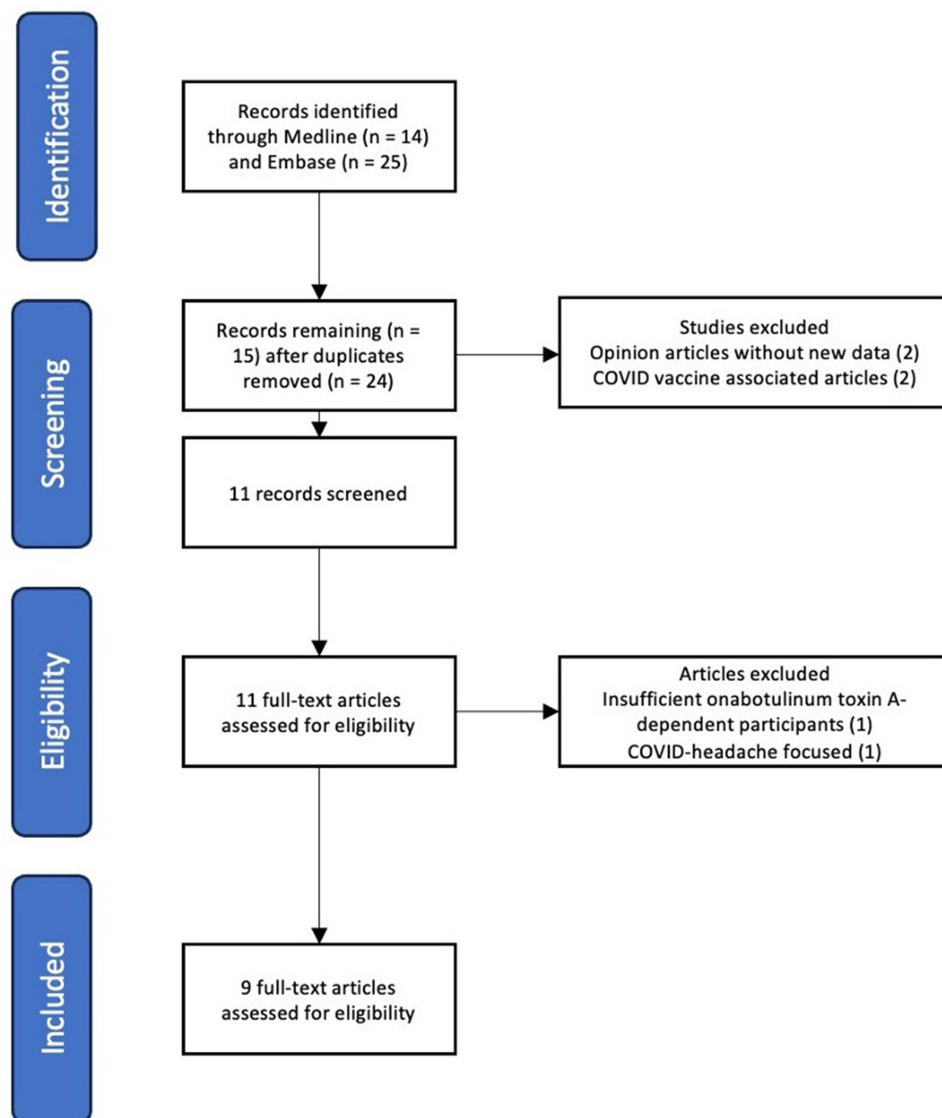 Identification
Records identified
through Medline (n = 14)
and Embase (n = 25)
Screening
Records remaining (n =
15) after duplicates
removed (n = 24)
Studies excluded
Opinion articles without new data (2)
COVID vaccine associated articles (2)
11 records screened
Eligibility
11 full-text articles
assessed for eligibility
Articles excluded
Insufficient onabotulinum toxin A-
dependent participants (1)
COVID-headache focused (1)
Included
9 full-text articles
assessed for eligibility